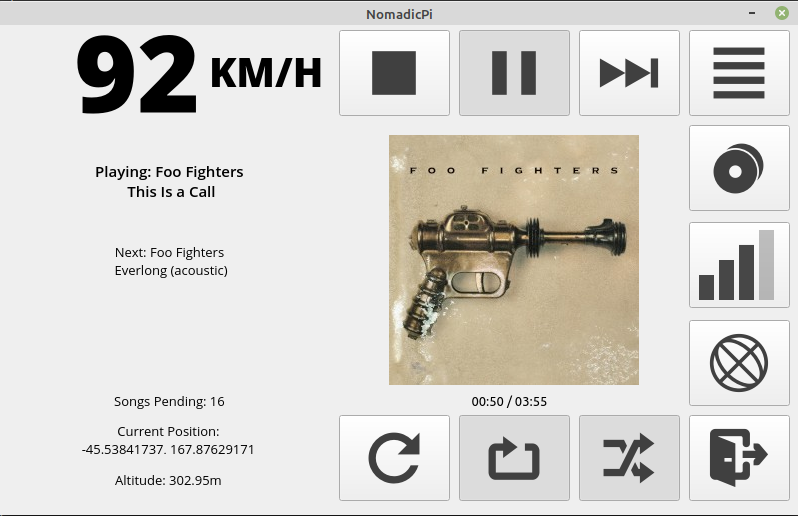 NomadicPi
92 KM/H
Playing: Foo Fighters
This Is a Call
Next: Foo Fighters
Everlong (acoustic)
Songs Pending: 16
Current Position:
-45.53841737. 167.87629171
Altitude: 302.95m
FOO FIGHTERS
00:50 / 03:55